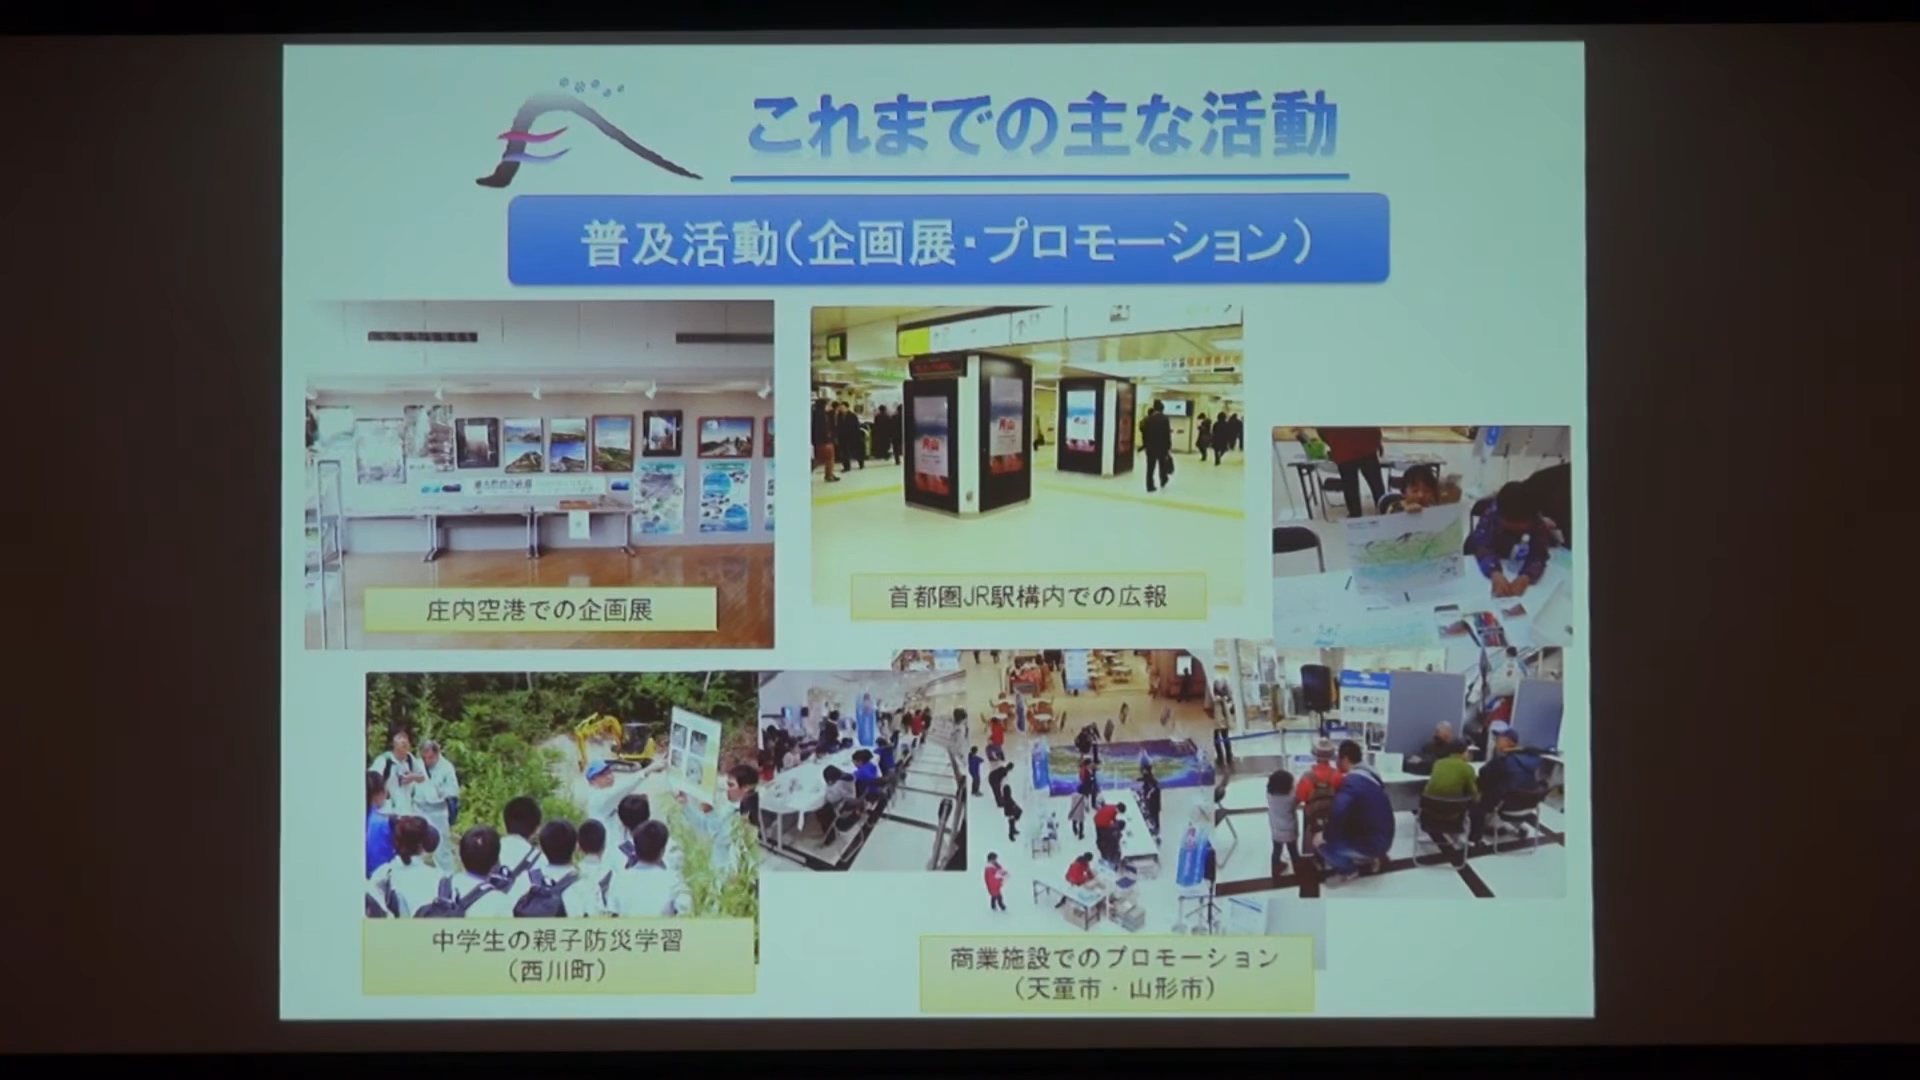 これまでの主な活動
普及活動(企画展・プロモーション)
庄内空港での企画展
首都圏JR駅構内での広報
月山
月山
中学生の親子防災学習
(西川町)
商業施設でのプロモーション
(天童市・山形市)